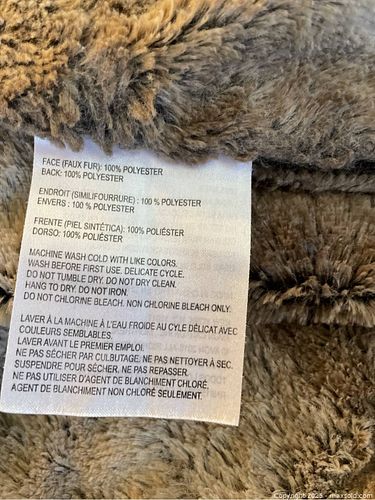 FACE (FAUX FUR): 100% POLYESTER
BACK: 100% POLYESTER
ENDROIT (SIMILIFOURRURE) : 100 % POLYESTER
ENVERS : 100 % POLYESTER
FRENTE (PIEL SINTÉTICA): 100% POLIÉSTER
DORSO: 100% POLIÉSTER
MACHINE WASH COLD WITH LIKE COLORS.
WASH BEFORE FIRST USE. DELICATE CYCLE.
DO NOT TUMBLE DRY. DO NOT DRY CLEAN.
HANG TO DRY. DO NOT IRON.
DO NOT CHLORINE BLEACH. NON CHLORINE BLEACH ONLY.
LAVER À LA MACHINE À L'EAU FROIDE AU CYLE DÉLICAT AVEC
COULEURS SEMBLABLES.
LAVER AVANT LE PREMIER EMPLOI.
NE PAS SÉCHER PAR CULBUTAGE. NE PAS NETTOYER À SEC.
SUSPENDRE POUR SÉCHER. NE PAS REPASSER.
NE PAS UTILISER D'AGENT DE BLANCHIMENT CHLORÉ.
AGENT DE BLANCHIMENT NON CHLORÉ SEULEMENT.
Copyright © 2025 - maxsold.com